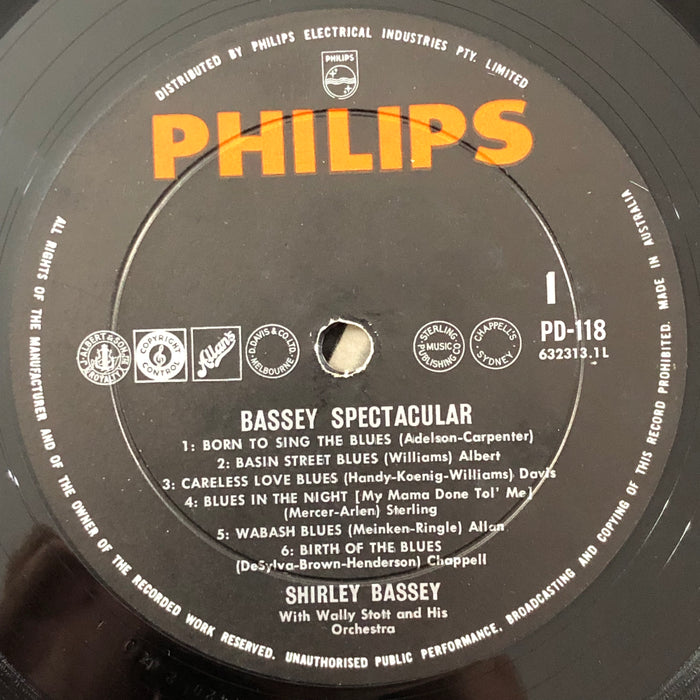 DISTRIBUTED BY PHILIPS ELECTRICAL INDUSTRIES PTY. LIMITED
PHILIPS
PHILIPS
1
PD-118
632313.1L
J. ALBERT & SON PTY LTD ROYALTY
COPYRIGHT CONTROL
Allan's
D. DAVIS & CO LTD. MELBOURNE
STERLING MUSIC PUBLISHING CO.
CHAPPELL'S SYDNEY
BASSEY SPECTACULAR
1: BORN TO SING THE BLUES (Adelson-Carpenter)
2: BASIN STREET BLUES (Williams) Albert
3: CARELESS LOVE BLUES (Handy-Koenig-Williams) Davis
4: BLUES IN THE NIGHT [My Mama Done Tol' Me]
(Mercer-Arlen) Sterling
5: WABASH BLUES (Meinken-Ringle) Allan
6: BIRTH OF THE BLUES
(DeSylva-Brown-Henderson) Chappell
SHIRLEY BASSEY
With Wally Stott and His
Orchestra
ALL RIGHTS OF THE MANUFACTURER AND OF THE OWNER OF THE RECORDED WORK RESERVED. UNAUTHORISED PUBLIC PERFORMANCE, BROADCASTING AND COPYING OF THIS RECORD PROHIBITED. MADE IN AUSTRALIA